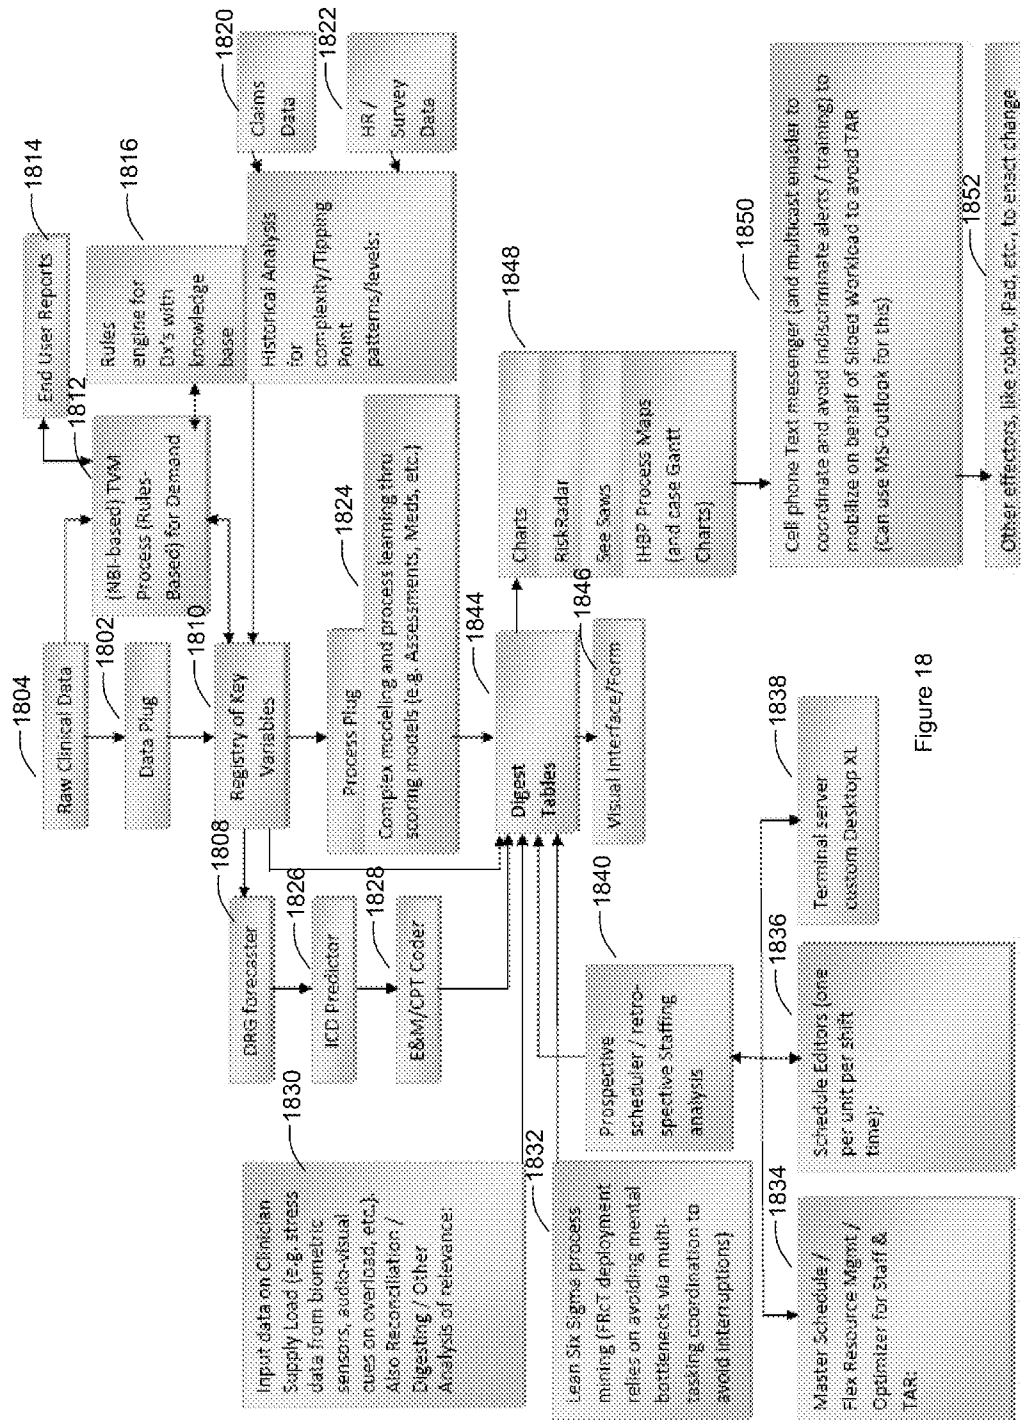 1804
Raw Clinical Data
1802
Data Plug
1810
Registry of Key
Variables
1812
(NBI-based) TVM
Process (Rules-
Based) for Demand
1814
End User Reports
1816
Rules
engine for
Dx's with
knowledge
base
Historical Analysis
for
complexity/Tipping
Point
patterns/levels:
1820
Claims
Data
1822
HR /
Survey
Data
1808
DRG forecaster
1826
ICD Predictor
1828
E&M/CPT Coder
Process Plug
1824
Complex modeling and process learning thru
scoring models (e.g. Assessments, Meds, etc.)
1830
Input data on Clinician
Supply Load (e.g. stress
data from biometric
sensors, audio-visual
cues on overload, etc.)
Also Reconciliation /
Digesting / Other
Analysis of relevance:
1832
Lean Six Sigma process
mining (FRcT deployment
relies on avoiding mental
bottlenecks via multi-
tasking coordination to
avoid interruptions)
1840
Prospective
scheduler / retro-
spective Staffing
analysis
1844
Digest
Tables
1846
Visual Interface/Form
1848
Charts
RiskRadar
See Saws
IHBP Process Maps
(and case Gantt
Charts)
1834
Master Schedule /
Flex Resource Mgmt /
Optimizer for Staff &
TAR:
1836
Schedule Editors (one
per unit per shift
time):
1838
Terminal server
custom Desktop XL
1850
Cell phone Text messenger (and multicast enabler to
coordinate and avoid indiscriminate alerts / training) to
mobilize on behalf of Siloed Workload to avoid TAR
(Can use MS-Outlook for this)
1852
Other effectors, like robot, iPad, etc., to enact change
Figure 18